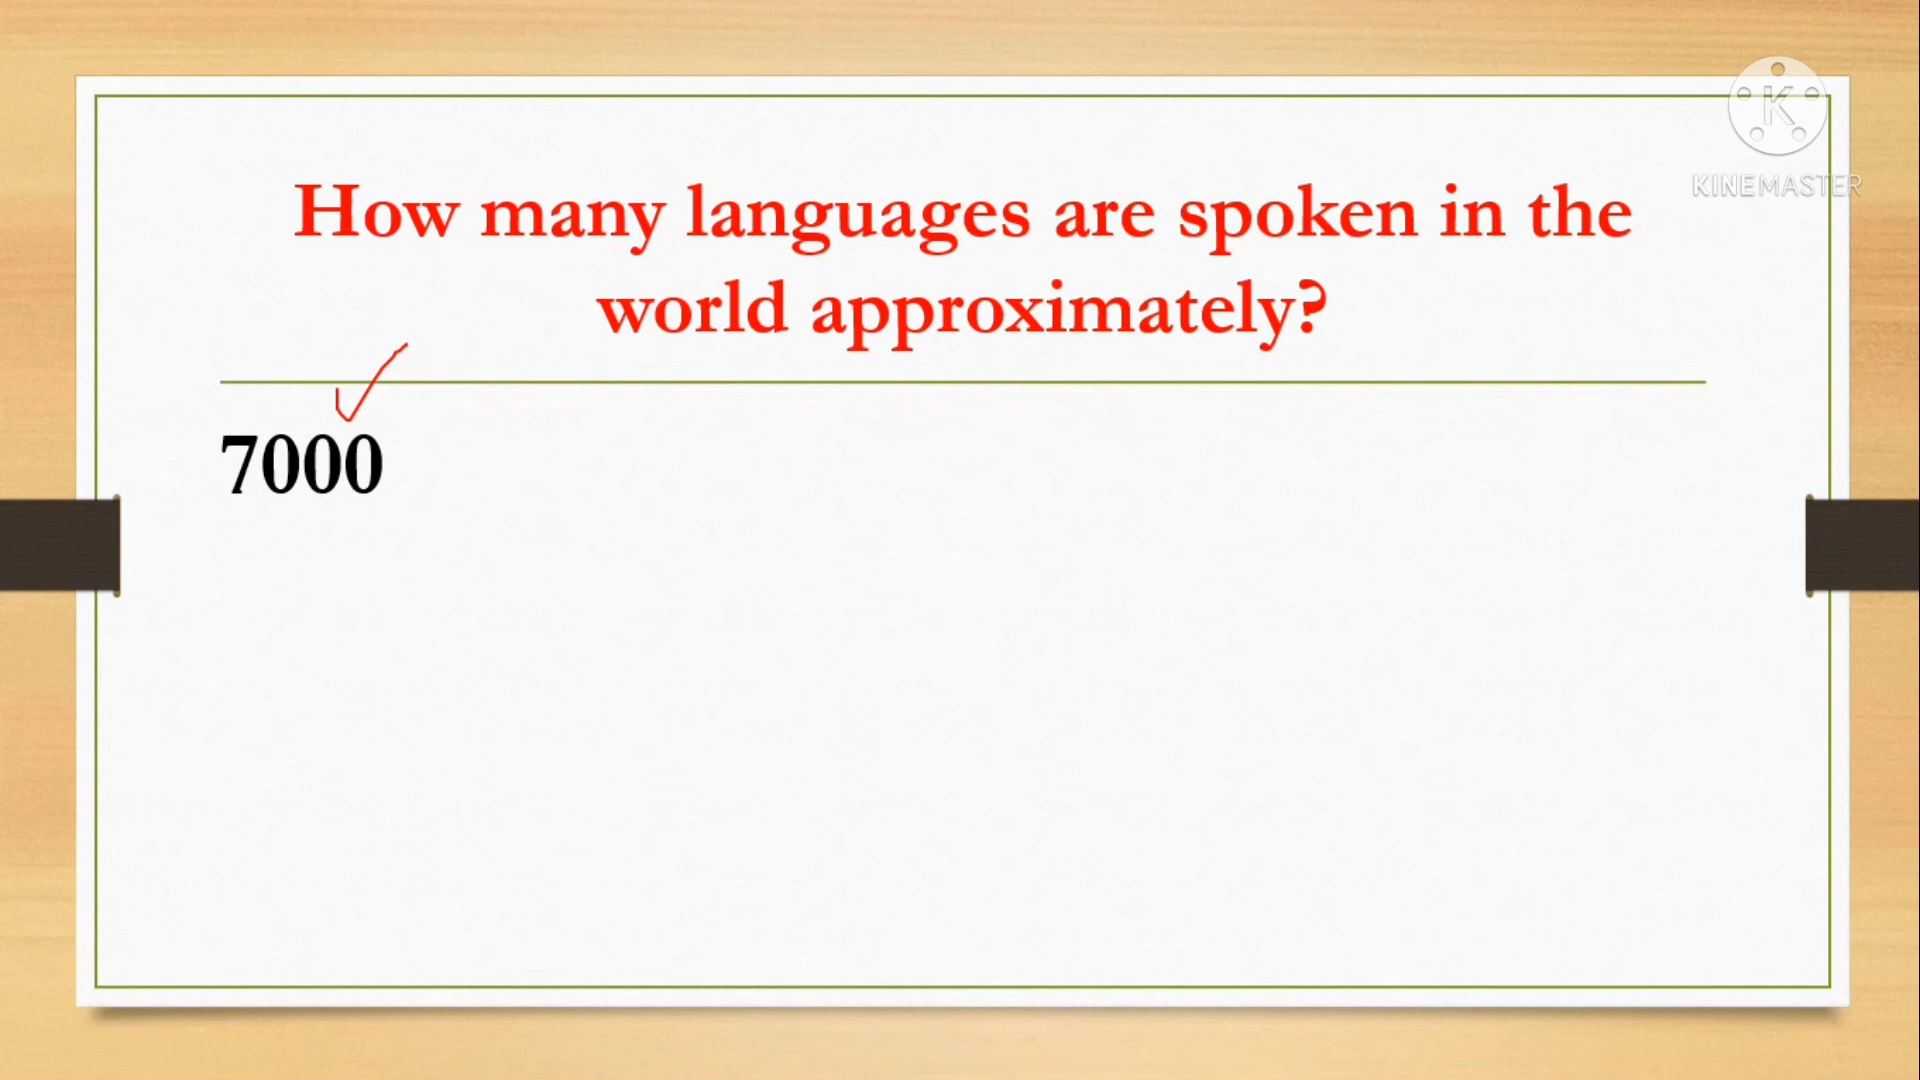 K
KINEMASTER
How many languages are spoken in the
world approximately?
7000